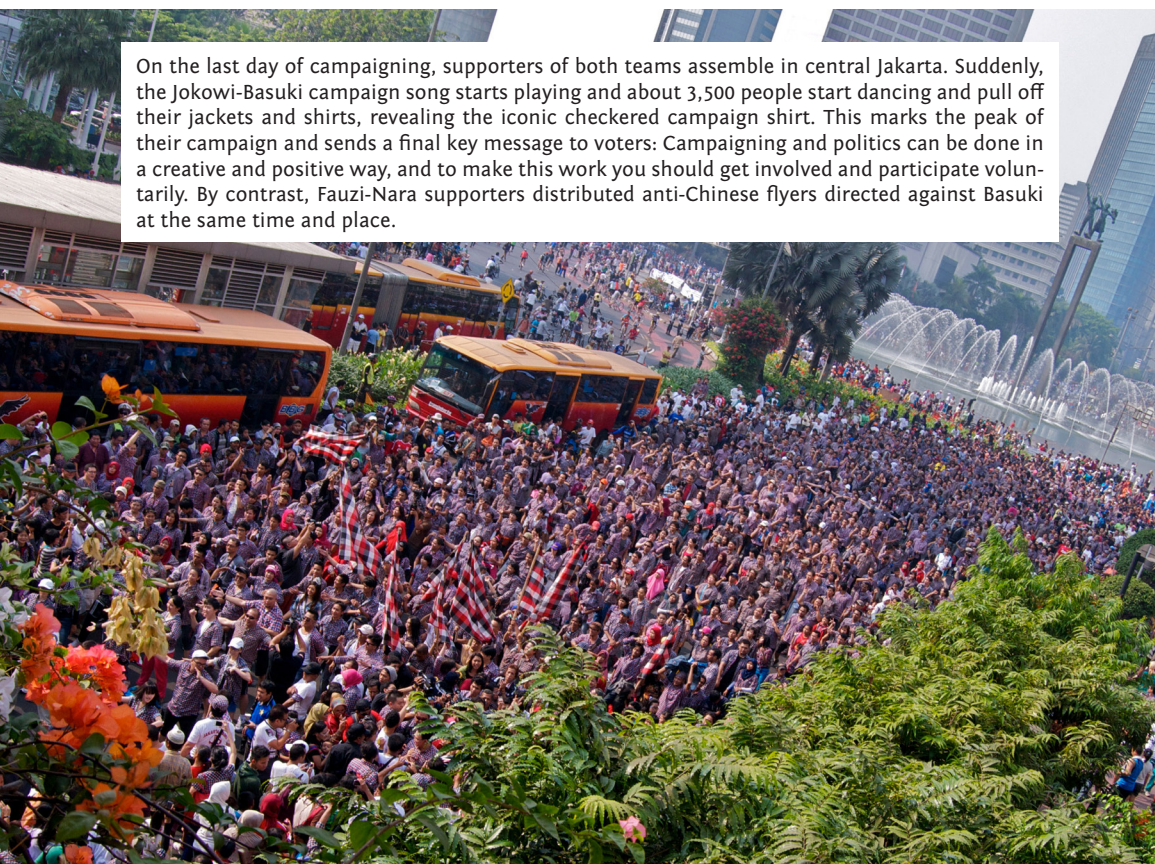 On the last day of campaigning, supporters of both teams assemble in central Jakarta. Suddenly,
the Jokowi-Basuki campaign song starts playing and about 3,500 people start dancing and pull off
their jackets and shirts, revealing the iconic checkered campaign shirt. This marks the peak of
their campaign and sends a final key message to voters: Campaigning and politics can be done in
a creative and positive way, and to make this work you should get involved and participate volun-
tarily. By contrast, Fauzi-Nara supporters distributed anti-Chinese flyers directed against Basuki
at the same time and place.